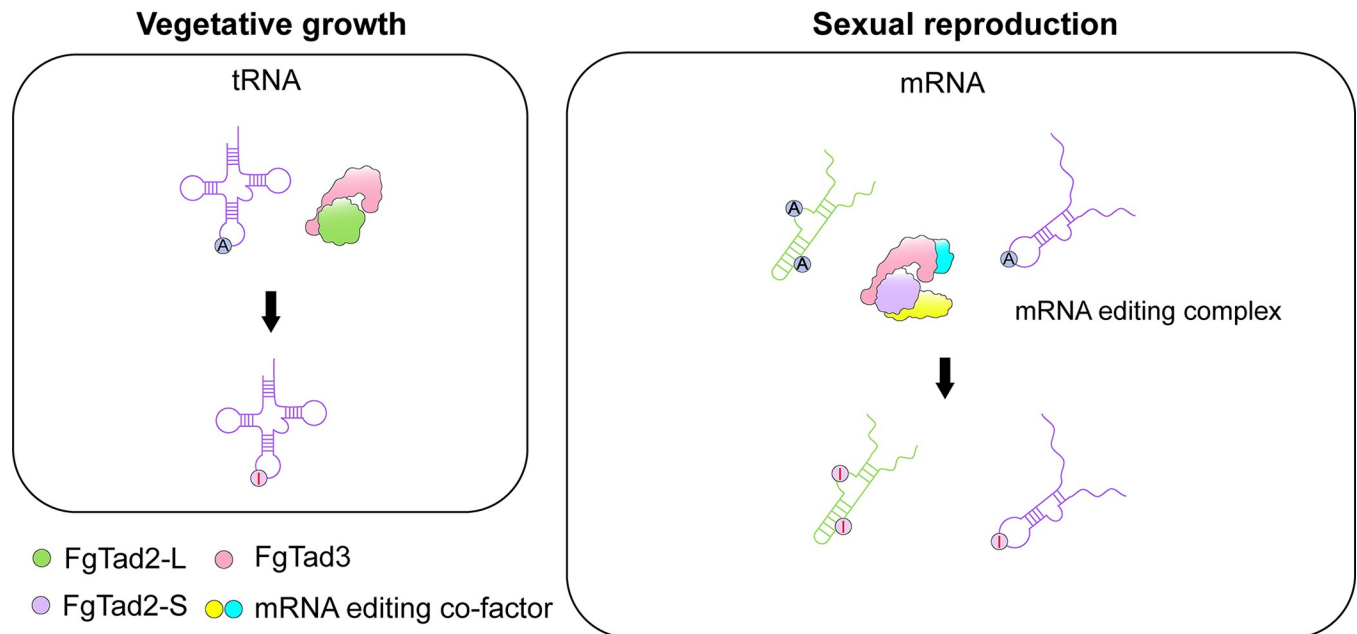 Vegetative growth
tRNA
A
I
Sexual reproduction
mRNA
A
A
A
mRNA editing complex
I
I
I
FgTad2-L
FgTad3
FgTad2-S
mRNA editing co-factor